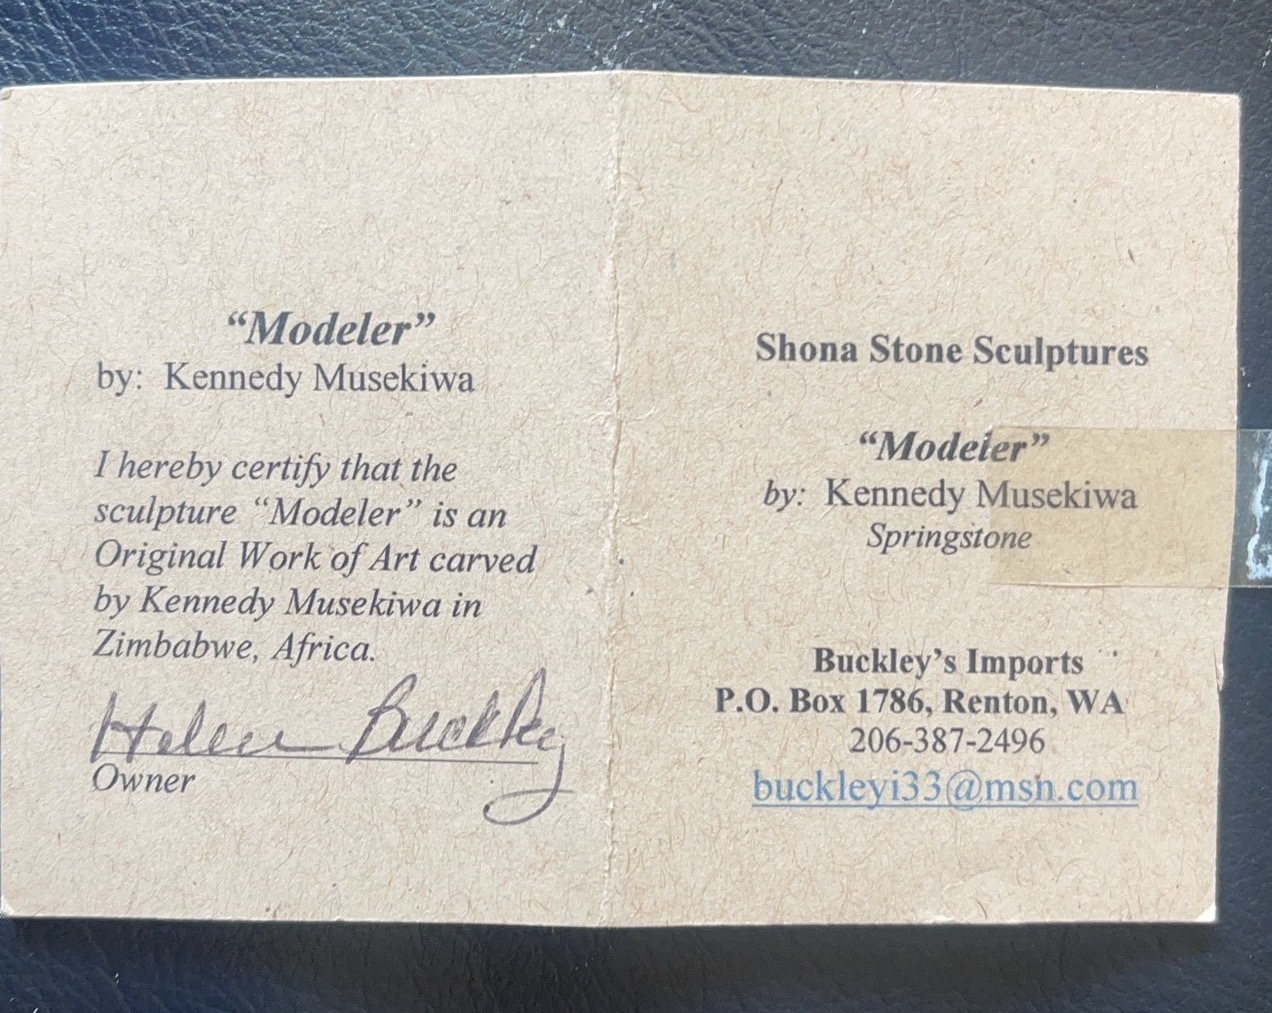 “Modeler”
by: Kennedy Musekiwa
I hereby certify that the
sculpture “Modeler” is an
Original Work of Art carved
by Kennedy Musekiwa in
Zimbabwe, Africa.
Helen Buckley
Owner
Shona Stone Sculptures
“Modeler”
by: Kennedy Musekiwa
Springstone
Buckley’s Imports
P.O. Box 1786, Renton, WA
206-387-2496
buckleyi33@msn.com